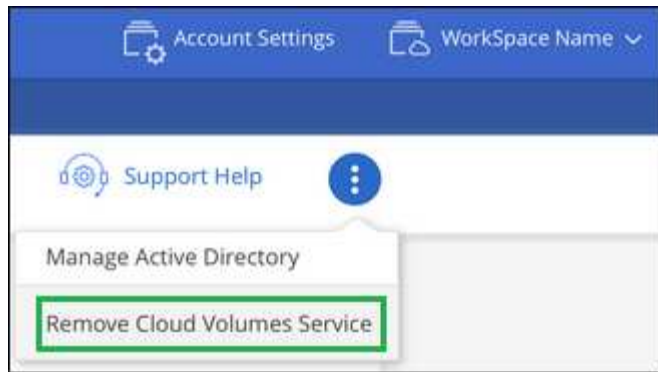 Account Settings
WorkSpace Name
Support Help
Manage Active Directory
Remove Cloud Volumes Service